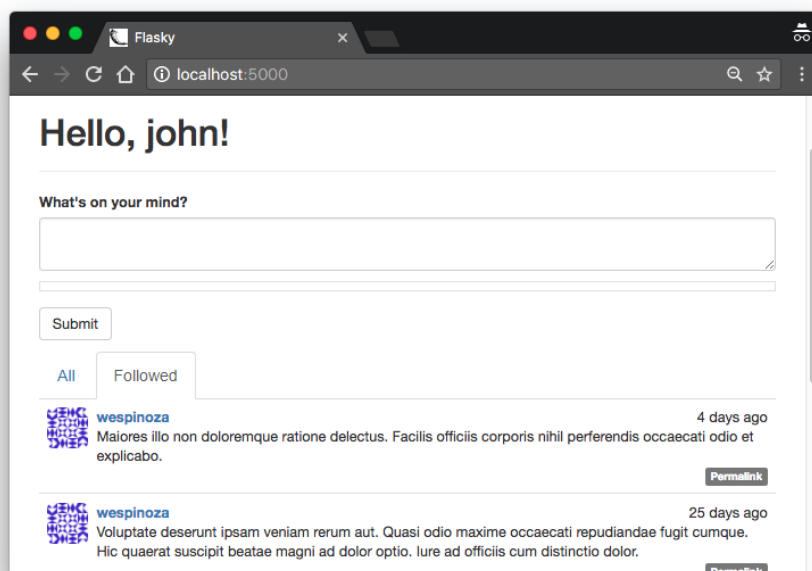 Flasky
localhost:5000
Hello, john!
What's on your mind?
Submit
All Followed
wespinoza 4 days ago
Maiores illo non doloremque ratione delectus. Facilis officiis corporis nihil perferendis occaecati odio et
explicabo.
Permalink
wespinoza 25 days ago
Voluptate deserunt ipsam veniam rerum aut. Quasi odio maxime occaecati repudiandae fugit cumque.
Hic quaerat suscipit beatae magni ad dolor optio. Iure ad officiis cum distinctio dolor.
Permalink